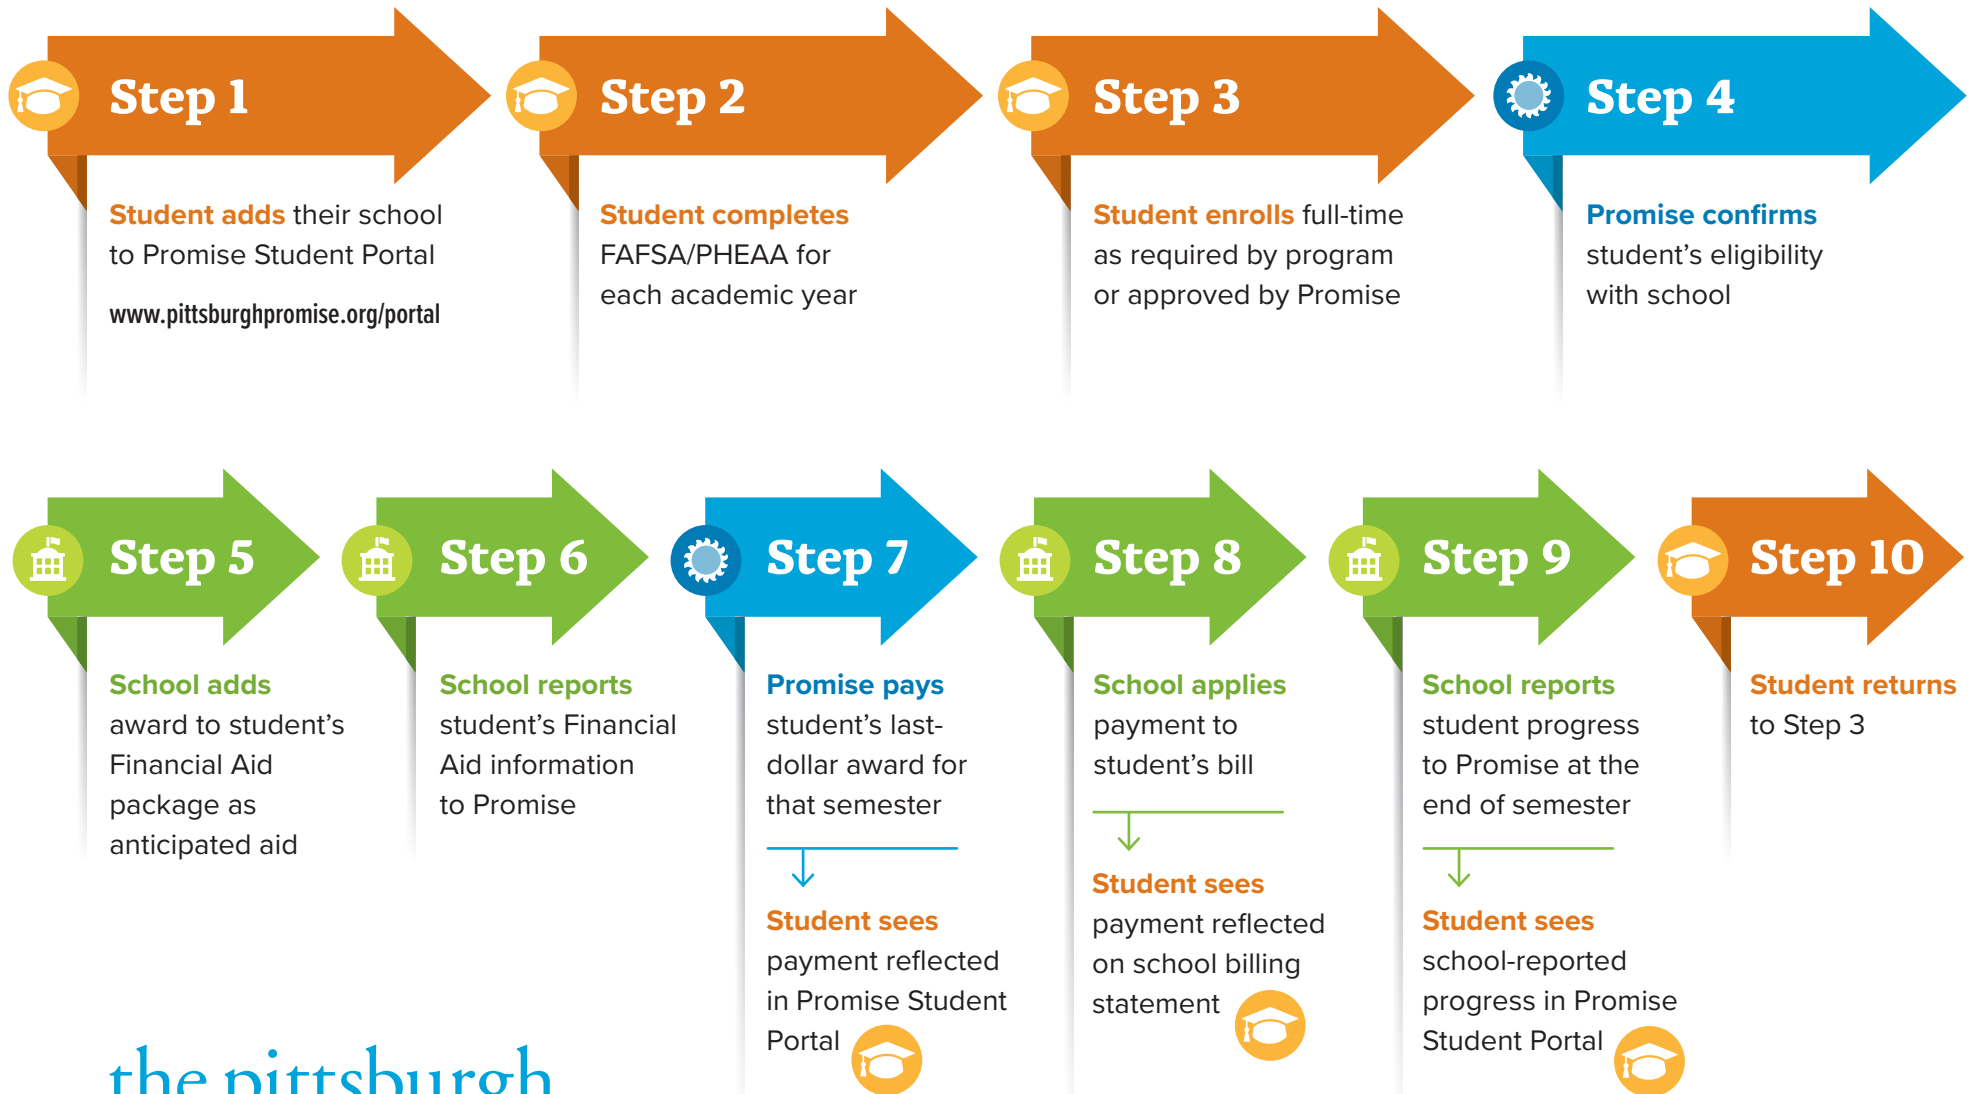 Step 1
Student adds their school
to Promise Student Portal
www.pittsburghpromise.org/portal
Step 2
Student completes
FAFSA/PHEAA for
each academic year
Step 3
Student enrolls full-time
as required by program
or approved by Promise
Step 4
Promise confirms
student’s eligibility
with school
Step 5
School adds
award to student’s
Financial Aid
package as
anticipated aid
Step 6
School reports
student’s Financial
Aid information
to Promise
Step 7
Promise pays
student’s last-
dollar award for
that semester
Student sees
payment reflected
in Promise Student
Portal
Step 8
School applies
payment to
student’s bill
Student sees
payment reflected
on school billing
statement
Step 9
School reports
student progress
to Promise at the
end of semester
Student sees
school-reported
progress in Promise
Student Portal
Step 10
Student returns
to Step 3
the pittsburgh